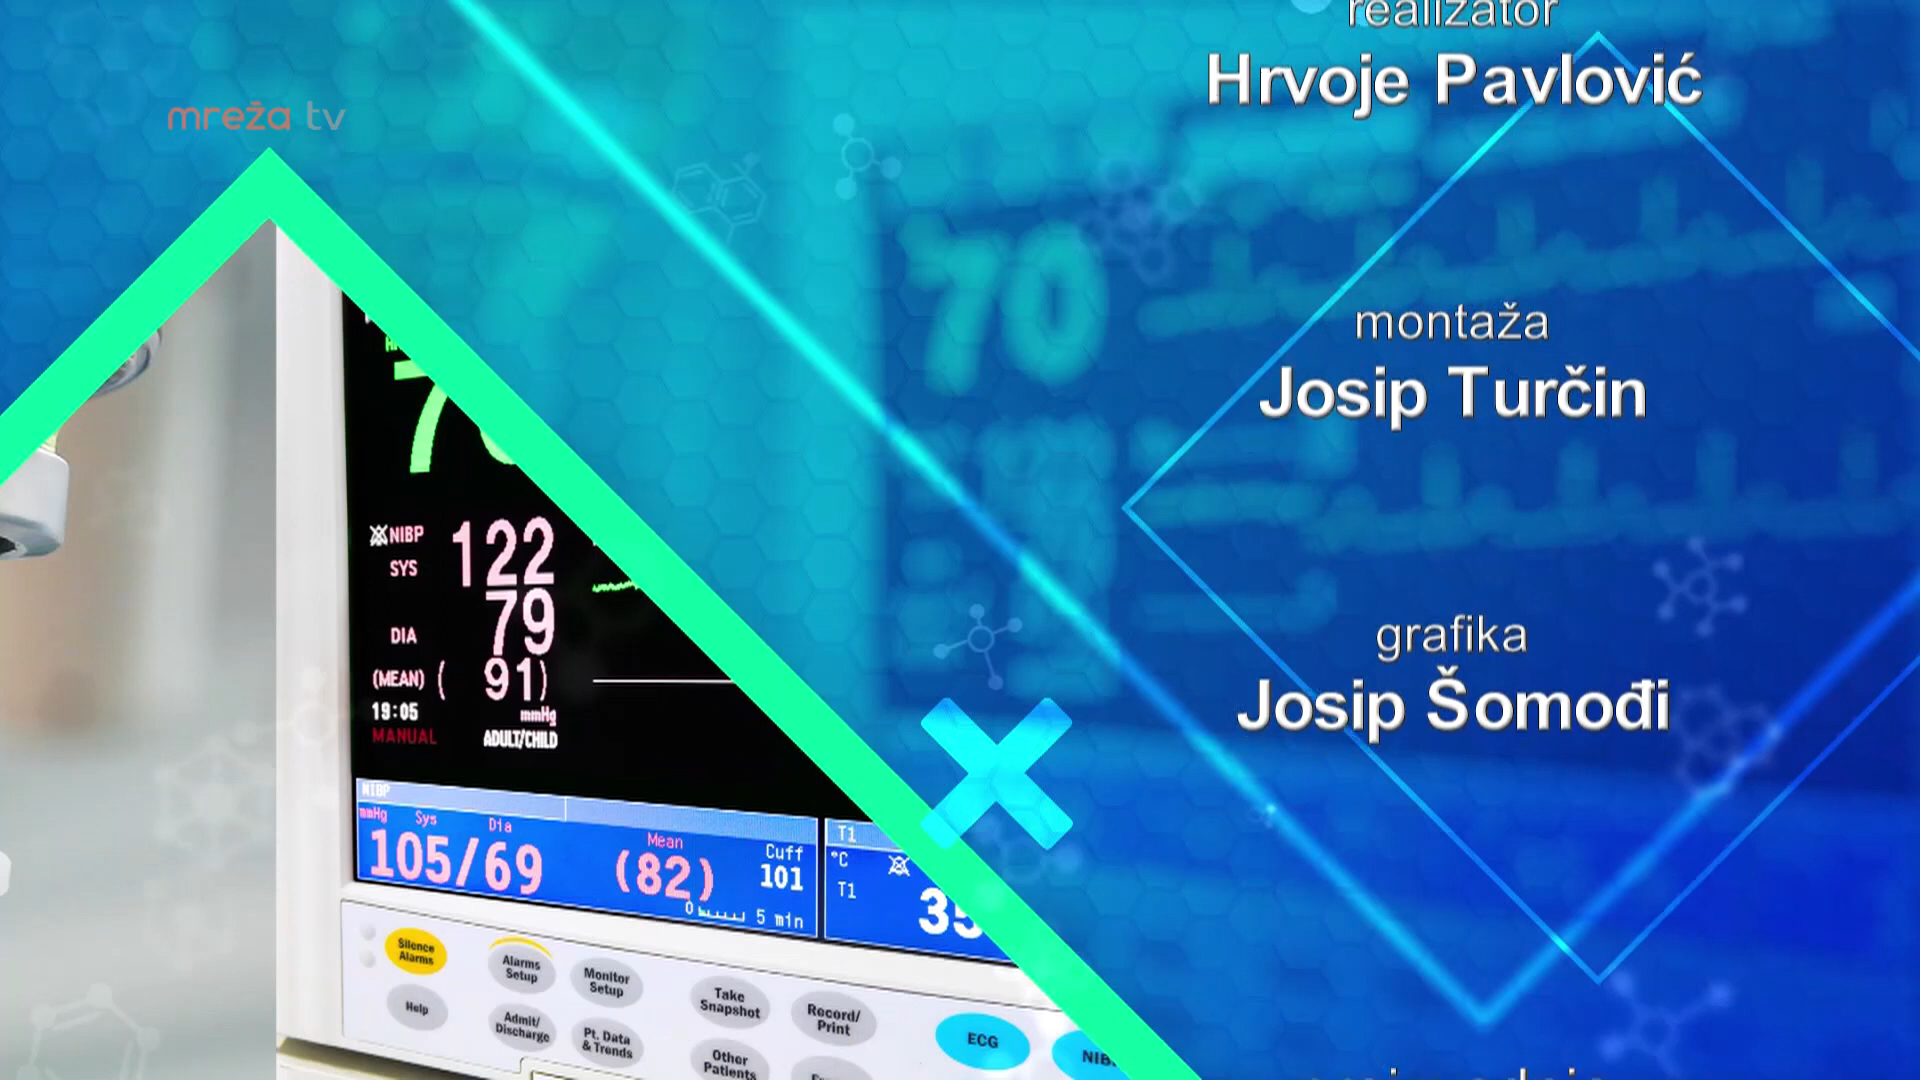 mreža tv
realizator
Hrvoje Pavlović
montaža
Josip Turčin
grafika
Josip Šomođi
70
NIBP
SYS
122
79
DIA
(MEAN) ( 91)
19:05
mmHg
MANUAL
ADULT/CHILD
NIBP
mmHg Sys Dia
105/69
Mean
(82)
Cuff
101
0 5 min
T1
°C
T1
35
Silence
Alarms
Alarms
Setup
Monitor
Setup
Take
Snapshot
Record/
Print
Help
Admit/
Discharge
Pt. Data
& Trends
Other
Patients
ECG